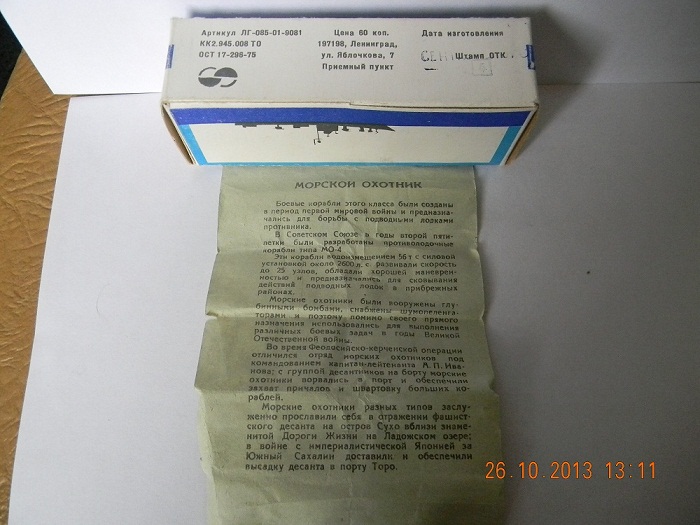 Артикул ЛГ-085-01-9081
КК2.945.008 ТО
ОСТ 17-296-75
Цена 60 коп.
197198, Ленинград,
ул. Яблочкова, 7
Приемный пункт
Дата изготовления
СЕН Штамп ОТК
МОРСКОЙ ОХОТНИК
Боевые корабли этого класса были созданы
в период первой мировой войны и предназна-
чались для борьбы с подводными лодками
противника.
В Советском Союзе в годы второй пяти-
летки были разработаны противолодочные
корабли типа МО-4.
Эти корабли водоизмещением 56 т с силовой
установкой около 2600 л. с. развивали скорость
до 25 узлов, обладали хорошей маневрен-
ностью и предназначались для сковывания
действий подводных лодок в прибрежных
районах.
Морские охотники были вооружены глу-
бинными бомбами, снабжены шумопеленга-
торами и поэтому помимо своего прямого
назначения использовались для выполнения
различных боевых задач в годы Великой
Отечественной войны.
Во время Феодосийско-керченской операции
отличился отряд морских охотников под
командованием капитан-лейтенанта М. П. Ива-
нова: с группой десантников на борту морские
охотники ворвались в порт и обеспечили
захват причалов и швартовку больших ко-
раблей.
Морские охотники разных типов заслу-
женно прославили себя в отражении фашист-
ского десанта на остров Сухо вблизи знаме-
нитой Дороги Жизни на Ладожском озере;
в войне с империалистической Японией за
Южный Сахалин доставили и обеспечили
высадку десанта в порту Торо.
26.10.2013 13:11